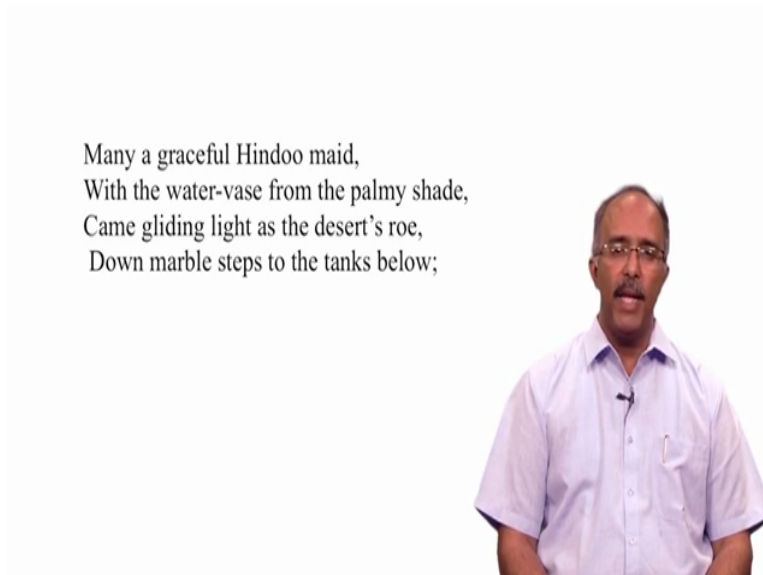 Many a graceful Hindoo maid,
With the water-vase from the palmy shade,
Came gliding light as the desert’s roe,
Down marble steps to the tanks below;